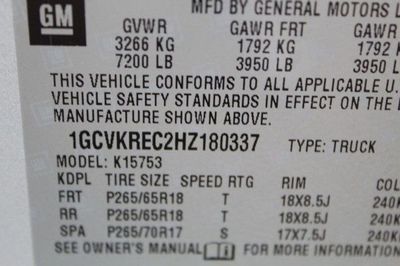 GM
MFD BY GENERAL MOTORS L
GVWR GAWR FRT GAWR
3266 KG 1792 KG 1792
7200 LB 3950 LB 3950
THIS VEHICLE CONFORMS TO ALL APPLICABLE U.
VEHICLE SAFETY STANDARDS IN EFFECT ON THE
MANUFACTURE SHOWN ABOVE.
1GCVKREC2HZ180337 TYPE: TRUCK
MODEL: K15753
KDPL TIRE SIZE SPEED RTG RIM COL
FRT P265/65R18 T 18X8.5J 240K
RR P265/65R18 T 18X8.5J 240K
SPA P265/70R17 S 17X7.5J 240K
SEE OWNER'S MANUAL FOR MORE INFORMATION